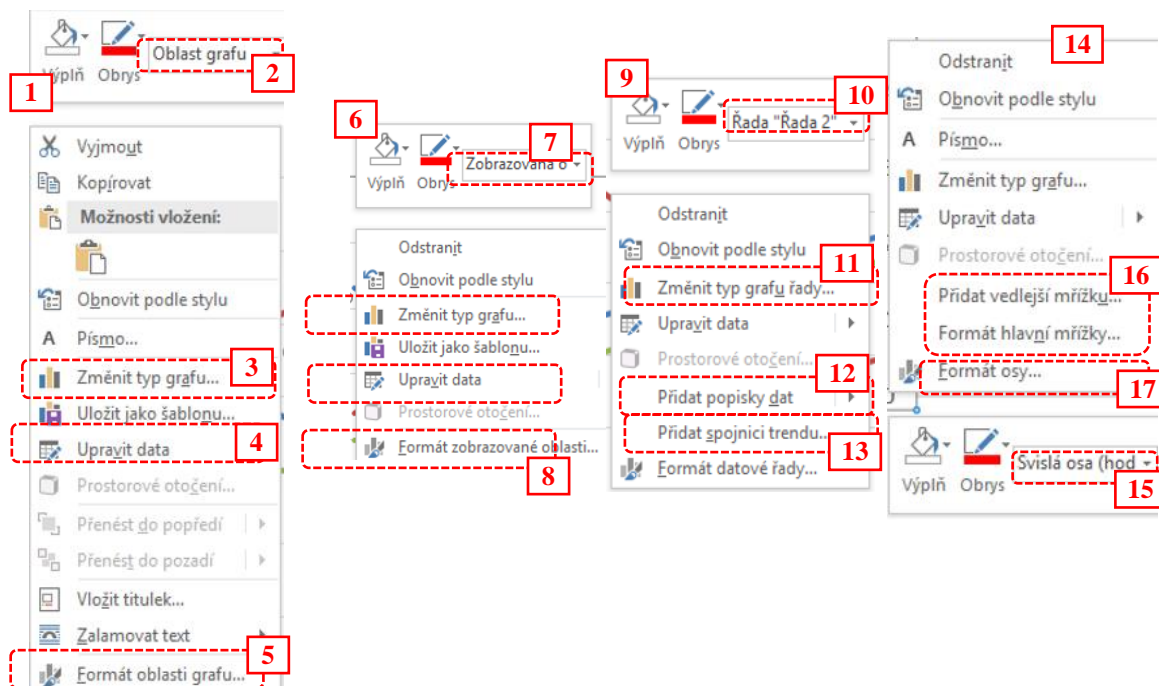 Oblast grafu
2
Výplň Obrys
1
Vyjmout
Kopírovat
Možnosti vložení:
Obnovit podle stylu
A Písmo...
Změnit typ grafu...
3
Uložit jako šablonu...
Upravit data
4
Prostorové otočení...
Přenést do popředí
Přenést do pozadí
Vložit titulek...
Zalamovat text
Formát oblasti grafu...
5
6
7
Zobrazovaná o
Výplň Obrys
Odstranit
Obnovit podle stylu
Změnit typ grafu...
Uložit jako šablonu...
Upravit data
Prostorové otočení...
Formát zobrazované oblasti...
8
9
10
Řada "Řada 2"
Výplň Obrys
Odstranit
Obnovit podle stylu
11
Změnit typ grafu řady...
Upravit data
Prostorové otočení...
12
Přidat popisky dat
Přidat spojnici trendu...
13
Formát datové řady...
14
Odstranit
Obnovit podle stylu
A Písmo...
Změnit typ grafu...
Upravit data
Prostorové otočení...
16
Přidat vedlejší mřížku...
Formát hlavní mřížky...
Formát osy...
17
Svislá osa (hod
Výplň Obrys
15